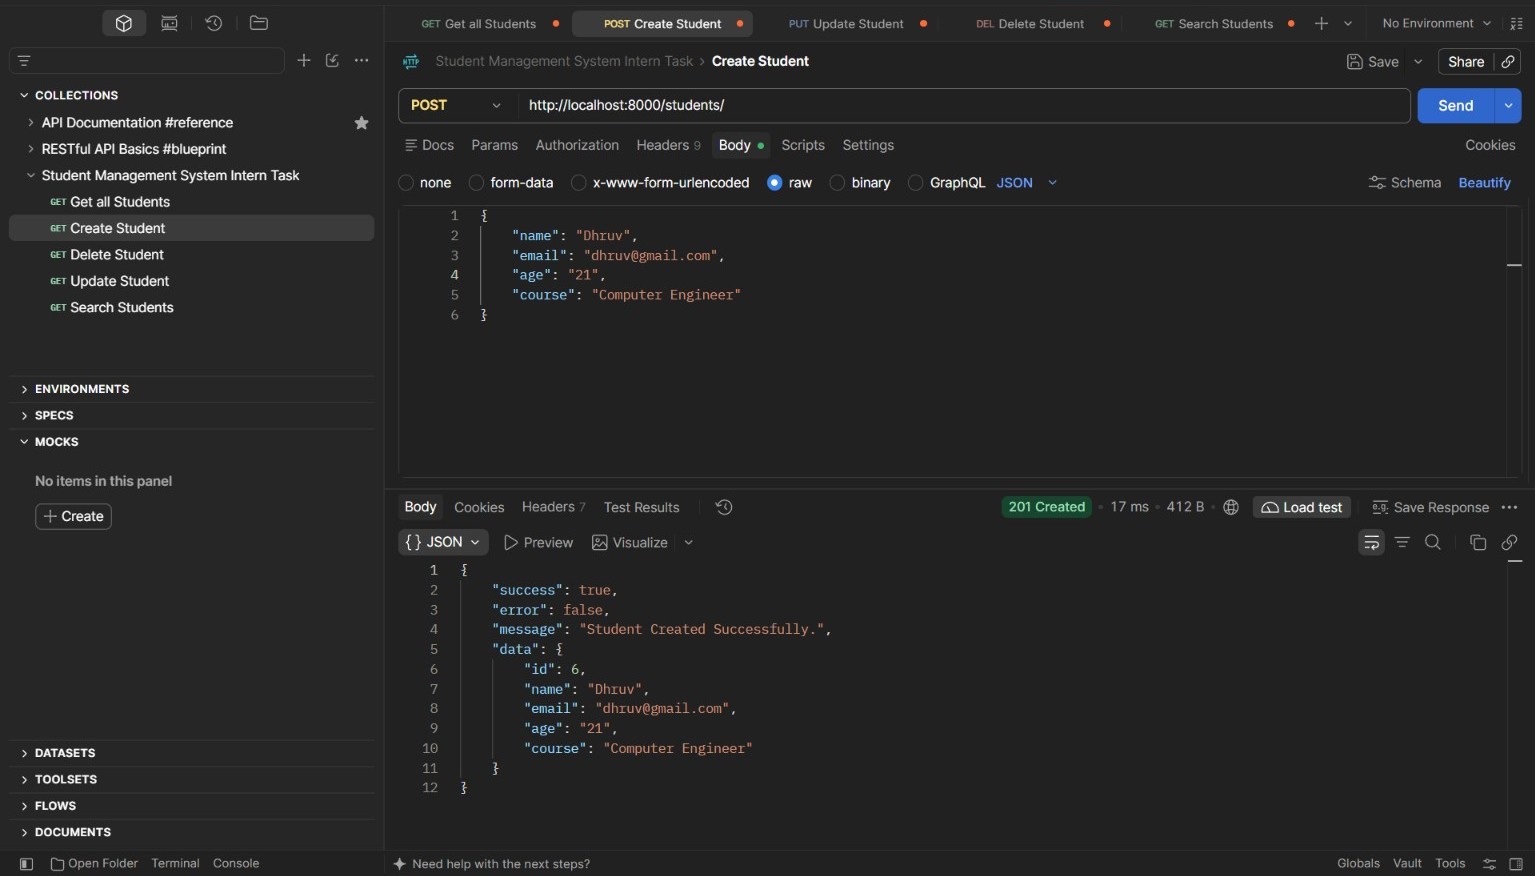 GET Get all Students
POST Create Student
PUT Update Student
DEL Delete Student
GET Search Students
No Environment
COLLECTIONS
API Documentation #reference
RESTful API Basics #blueprint
Student Management System Intern Task
GET Get all Students
GET Create Student
GET Delete Student
GET Update Student
GET Search Students
ENVIRONMENTS
SPECS
MOCKS
No items in this panel
Create
DATASETS
TOOLSETS
FLOWS
DOCUMENTS
HTTP Student Management System Intern Task > Create Student
Save
Share
POST
http://localhost:8000/students/
Send
Docs Params Authorization Headers 9 Body Scripts Settings
Cookies
none form-data x-www-form-urlencoded raw binary GraphQL JSON
Schema Beautify
1 {
2 "name": "Dhruv",
3 "email": "dhruv@gmail.com",
4 "age": "21",
5 "course": "Computer Engineer"
6 }
Body Cookies Headers 7 Test Results
201 Created • 17 ms • 412 B
Load test
e.g. Save Response
{} JSON Preview Visualize
1 {
2 "success": true,
3 "error": false,
4 "message": "Student Created Successfully.",
5 "data": {
6 "id": 6,
7 "name": "Dhruv",
8 "email": "dhruv@gmail.com",
9 "age": "21",
10 "course": "Computer Engineer"
11 }
12 }
Open Folder Terminal Console
Need help with the next steps?
Globals Vault Tools